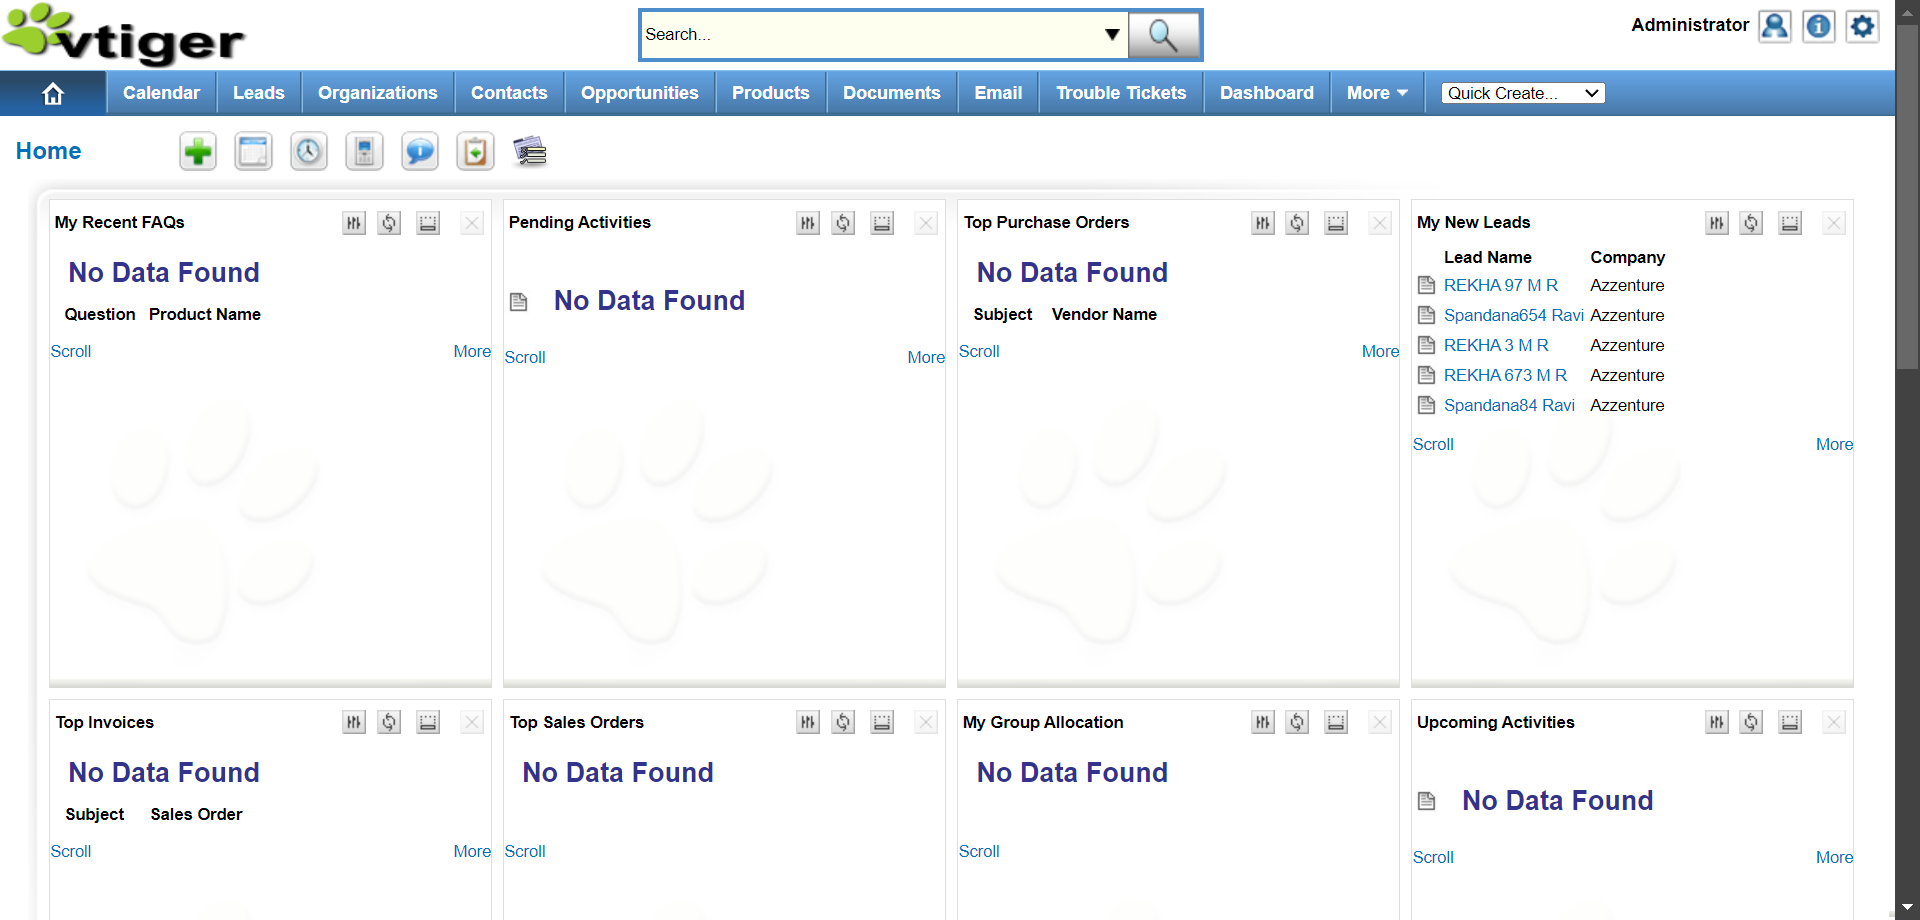 vtiger
Search...
Administrator
Calendar Leads Organizations Contacts Opportunities Products Documents Email Trouble Tickets Dashboard More Quick Create...
Home
My Recent FAQs
No Data Found
Question Product Name
Scroll More
Pending Activities
No Data Found
Scroll More
Top Purchase Orders
No Data Found
Subject Vendor Name
Scroll More
My New Leads
Lead Name Company
REKHA 97 M R Azzenture
Spandana654 Ravi Azzenture
REKHA 3 M R Azzenture
REKHA 673 M R Azzenture
Spandana84 Ravi Azzenture
Scroll More
Top Invoices
No Data Found
Subject Sales Order
Scroll More
Top Sales Orders
No Data Found
Scroll
My Group Allocation
No Data Found
Scroll
Upcoming Activities
No Data Found
Scroll More